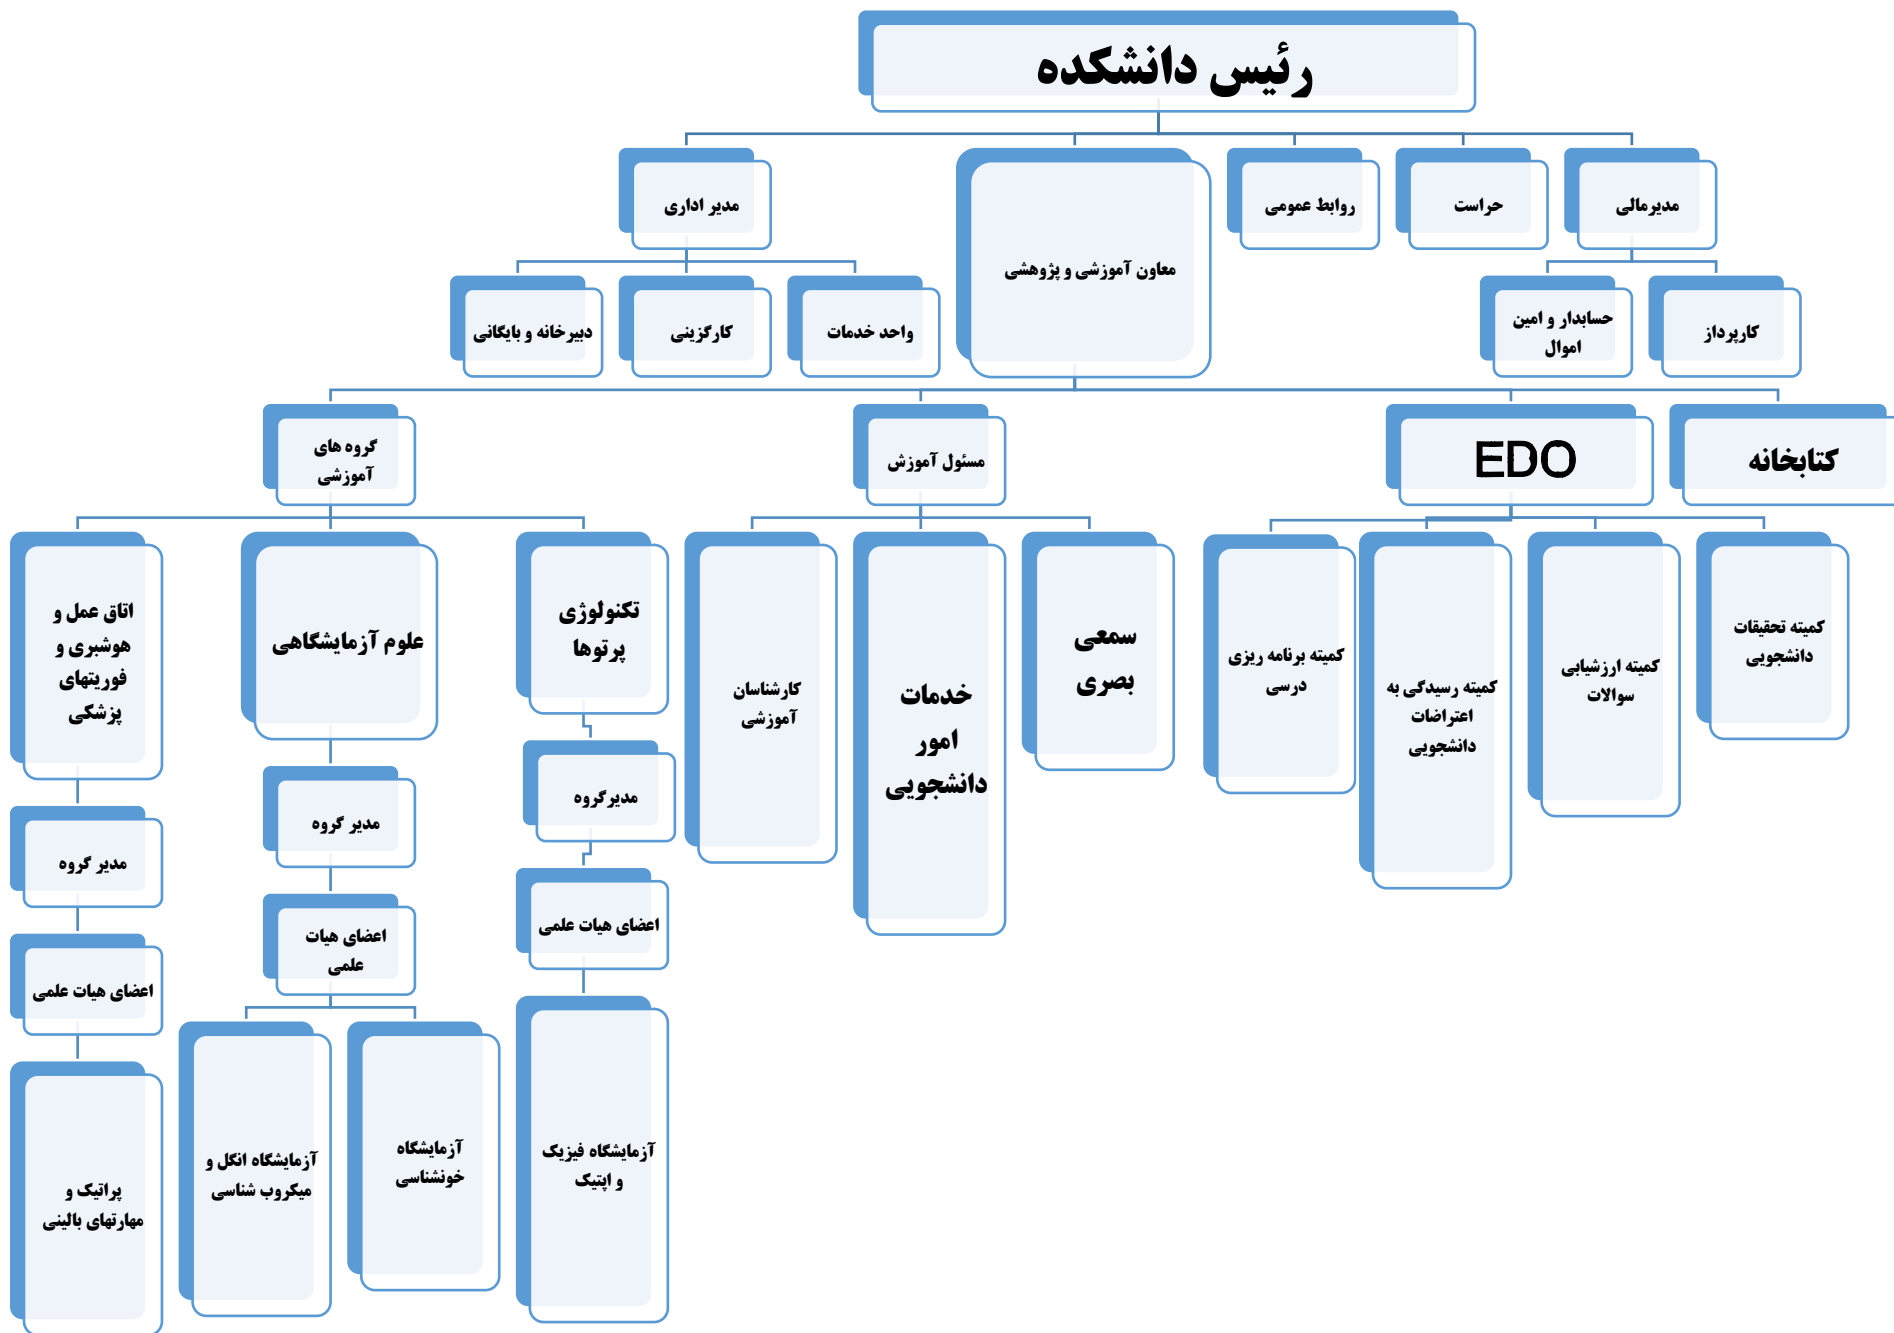 رئیس دانشکده
مدیرمالی
حراست
روابط عمومی
معاون آموزشی و پژوهشی
مدیر اداری
کارپرداز
حسابدار و امین
اموال
واحد خدمات
کارگزینی
دبیرخانه و بایگانی
کتابخانه
EDO
مسئول آموزش
گروه های
آموزشی
کمیته تحقیقات
دانشجویی
کمیته ارزشیابی
سوالات
کمیته رسیدگی به
اعتراضات
دانشجویی
کمیته برنامه ریزی
درسی
سمعی
بصری
خدمات
امور
دانشجویی
کارشناسان
آموزشی
تکنولوژی
پرتوها
مدیرگروه
اعضای هیات علمی
آزمایشگاه فیزیک
و اپتیک
علوم آزمایشگاهی
مدیر گروه
اعضای هیات
علمی
آزمایشگاه
خونشناسی
آزمایشگاه انگل و
میکروب شناسی
اتاق عمل و
هوشبری و
فوریتهای
پزشکی
مدیر گروه
اعضای هیات علمی
پراتیک و
مهارتهای بالینی